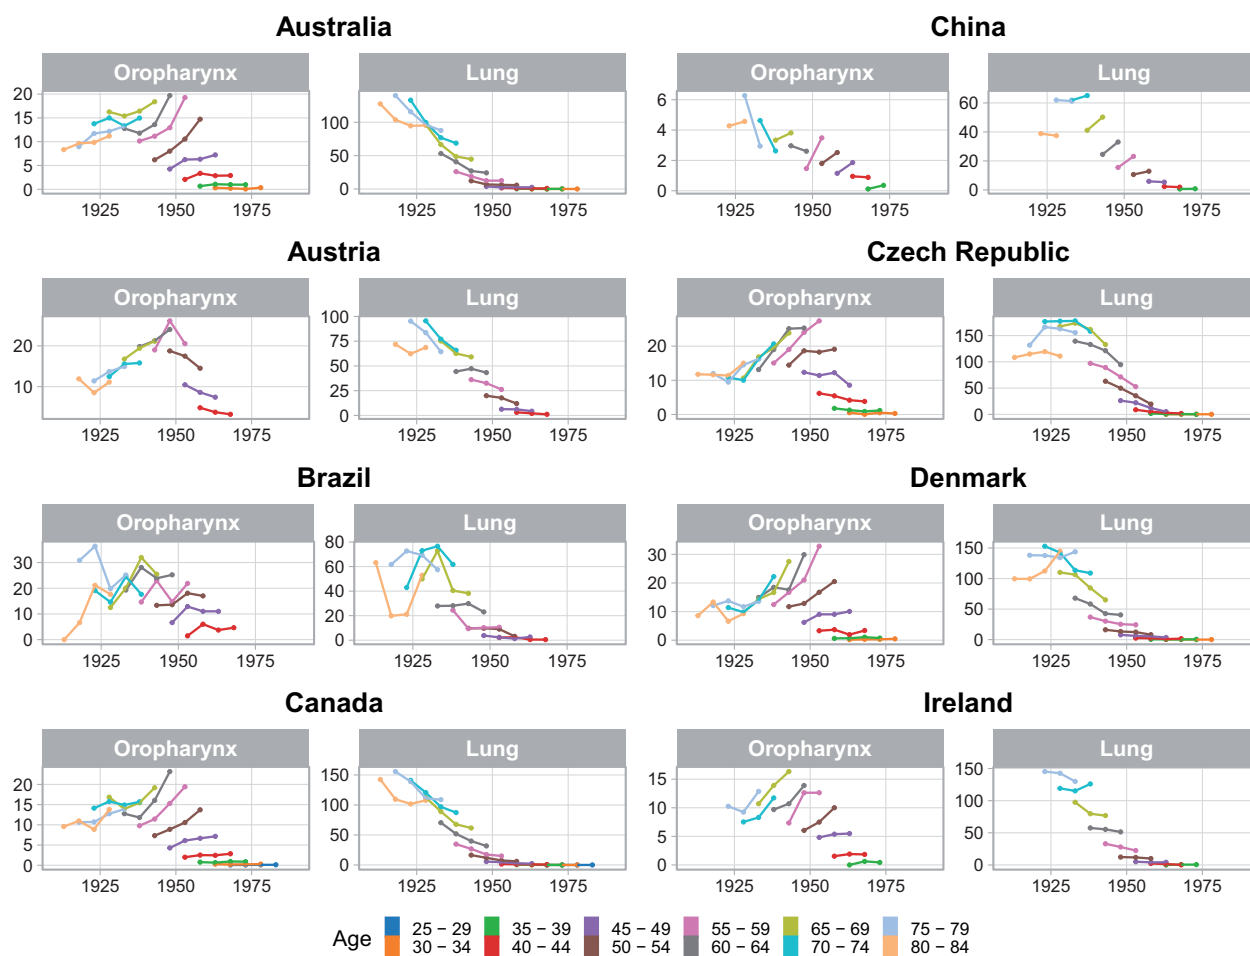 Australia
China
Oropharynx
Lung
Oropharynx
Lung
20
15
10
5
0
100
50
0
6
4
2
0
60
40
20
0
1925 1950 1975
1925 1950 1975
1925 1950 1975
1925 1950 1975
Austria
Czech Republic
Oropharynx
Lung
Oropharynx
Lung
20
10
100
75
50
25
0
20
10
0
150
100
50
0
1925 1950 1975
1925 1950 1975
1925 1950 1975
1925 1950 1975
Brazil
Denmark
Oropharynx
Lung
Oropharynx
Lung
30
20
10
0
80
60
40
20
0
30
20
10
0
150
100
50
0
1925 1950 1975
1925 1950 1975
1925 1950 1975
1925 1950 1975
Canada
Ireland
Oropharynx
Lung
Oropharynx
Lung
20
15
10
5
0
150
100
50
0
15
10
5
0
150
100
50
0
1925 1950 1975
1925 1950 1975
1925 1950 1975
1925 1950 1975
Age
25 − 29 35 − 39 45 − 49 55 − 59 65 − 69 75 − 79
30 − 34 40 − 44 50 − 54 60 − 64 70 − 74 80 − 84